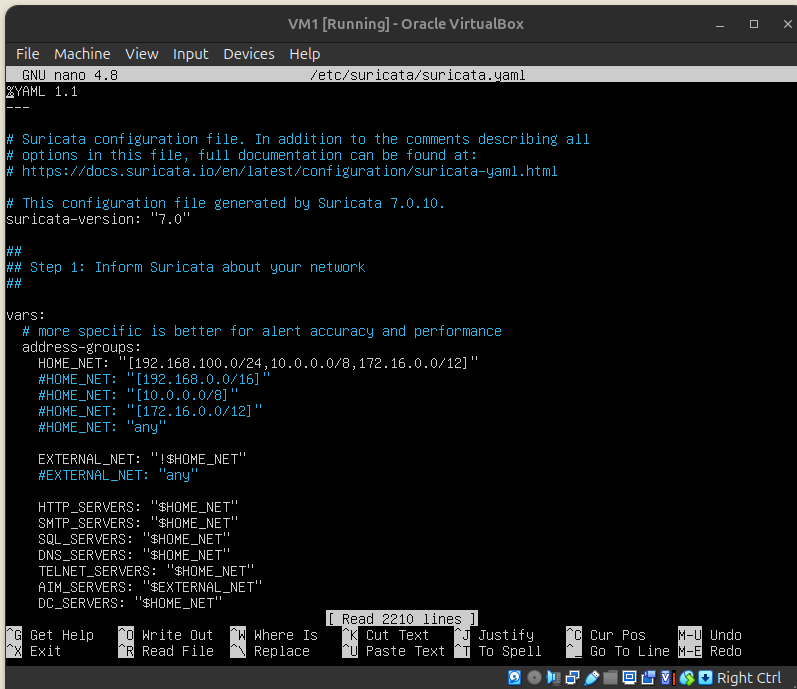 VM1 [Running] - Oracle VirtualBox
File Machine View Input Devices Help
GNU nano 4.8 /etc/suricata/suricata.yaml
%YAML 1.1
---
# Suricata configuration file. In addition to the comments describing all
# options in this file, full documentation can be found at:
# https://docs.suricata.io/en/latest/configuration/suricata-yaml.html
# This configuration file generated by Suricata 7.0.10.
suricata-version: "7.0"
##
## Step 1: Inform Suricata about your network
##
vars:
# more specific is better for alert accuracy and performance
address-groups:
HOME_NET: "[192.168.100.0/24,10.0.0.0/8,172.16.0.0/12]"
#HOME_NET: "[192.168.0.0/16]"
#HOME_NET: "[10.0.0.0/8]"
#HOME_NET: "[172.16.0.0/12]"
#HOME_NET: "any"
EXTERNAL_NET: "!$HOME_NET"
#EXTERNAL_NET: "any"
HTTP_SERVERS: "$HOME_NET"
SMTP_SERVERS: "$HOME_NET"
SQL_SERVERS: "$HOME_NET"
DNS_SERVERS: "$HOME_NET"
TELNET_SERVERS: "$HOME_NET"
AIM_SERVERS: "$EXTERNAL_NET"
DC_SERVERS: "$HOME_NET"
[ Read 2210 lines ]
^G Get Help ^O Write Out ^W Where Is ^K Cut Text ^J Justify ^C Cur Pos M-U Undo
^X Exit ^R Read File ^\ Replace ^U Paste Text ^T To Spell ^_ Go To Line M-E Redo
Right Ctrl